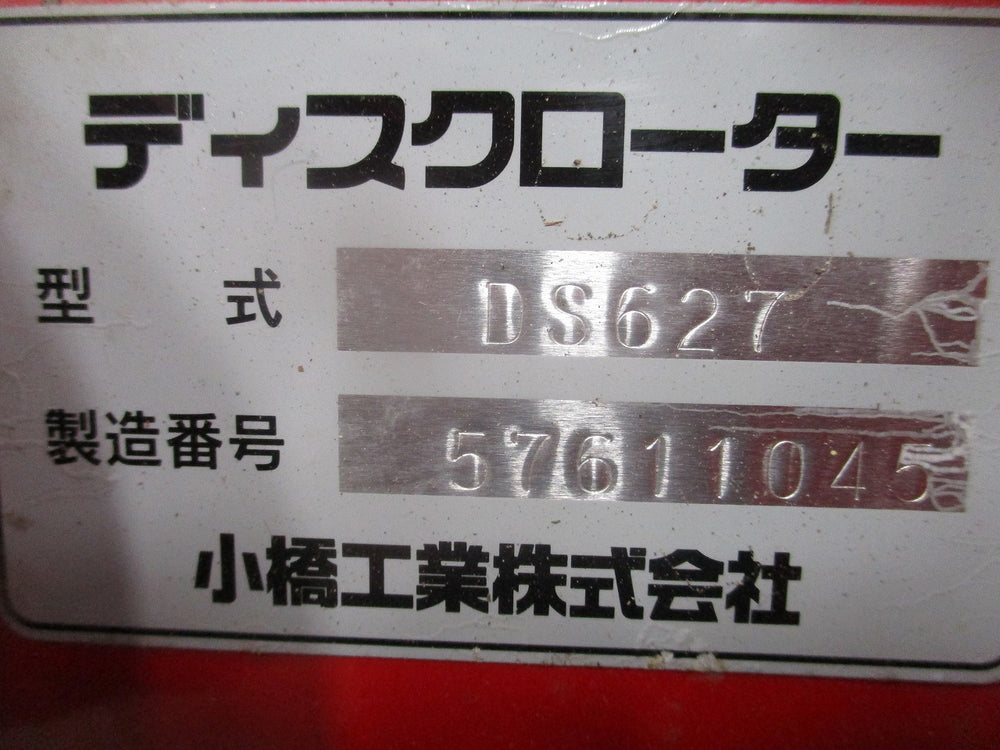 ディスクローター
型式 DS627
製造番号 57611045
小橋工業株式会社